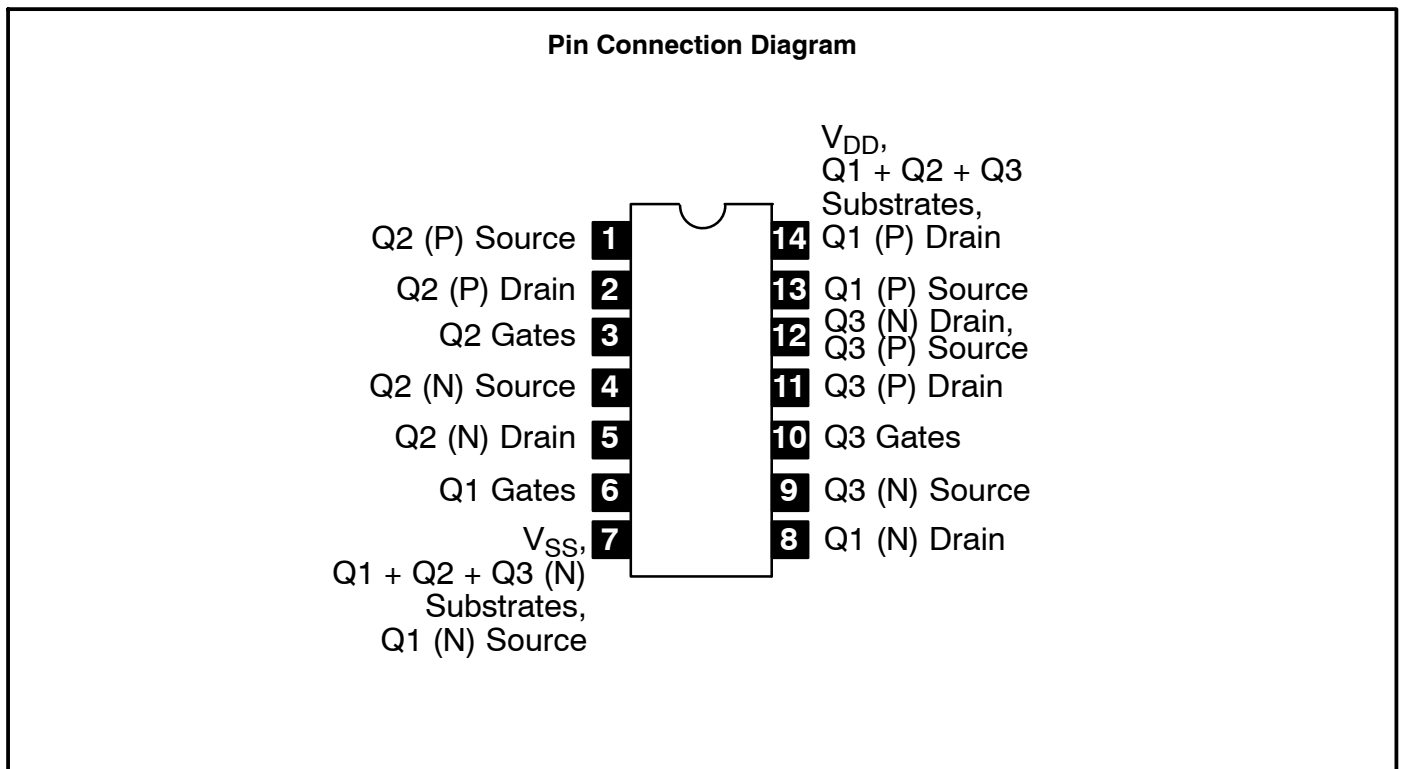 Pin Connection Diagram
Q2 (P) Source 1
Q2 (P) Drain 2
Q2 Gates 3
Q2 (N) Source 4
Q2 (N) Drain 5
Q1 Gates 6
VSS, 7
Q1 + Q2 + Q3 (N)
Substrates,
Q1 (N) Source
VDD,
Q1 + Q2 + Q3
Substrates,
14 Q1 (P) Drain
13 Q1 (P) Source
Q3 (N) Drain,
12 Q3 (P) Source
11 Q3 (P) Drain
10 Q3 Gates
9 Q3 (N) Source
8 Q1 (N) Drain